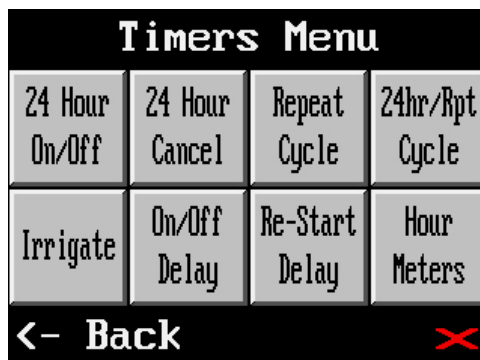 Timers Menu
24 Hour
On/Off
24 Hour
Cancel
Repeat
Cycle
24hr/Rpt
Cycle
Irrigate
On/Off
Delay
Re-Start
Delay
Hour
Meters
<- Back